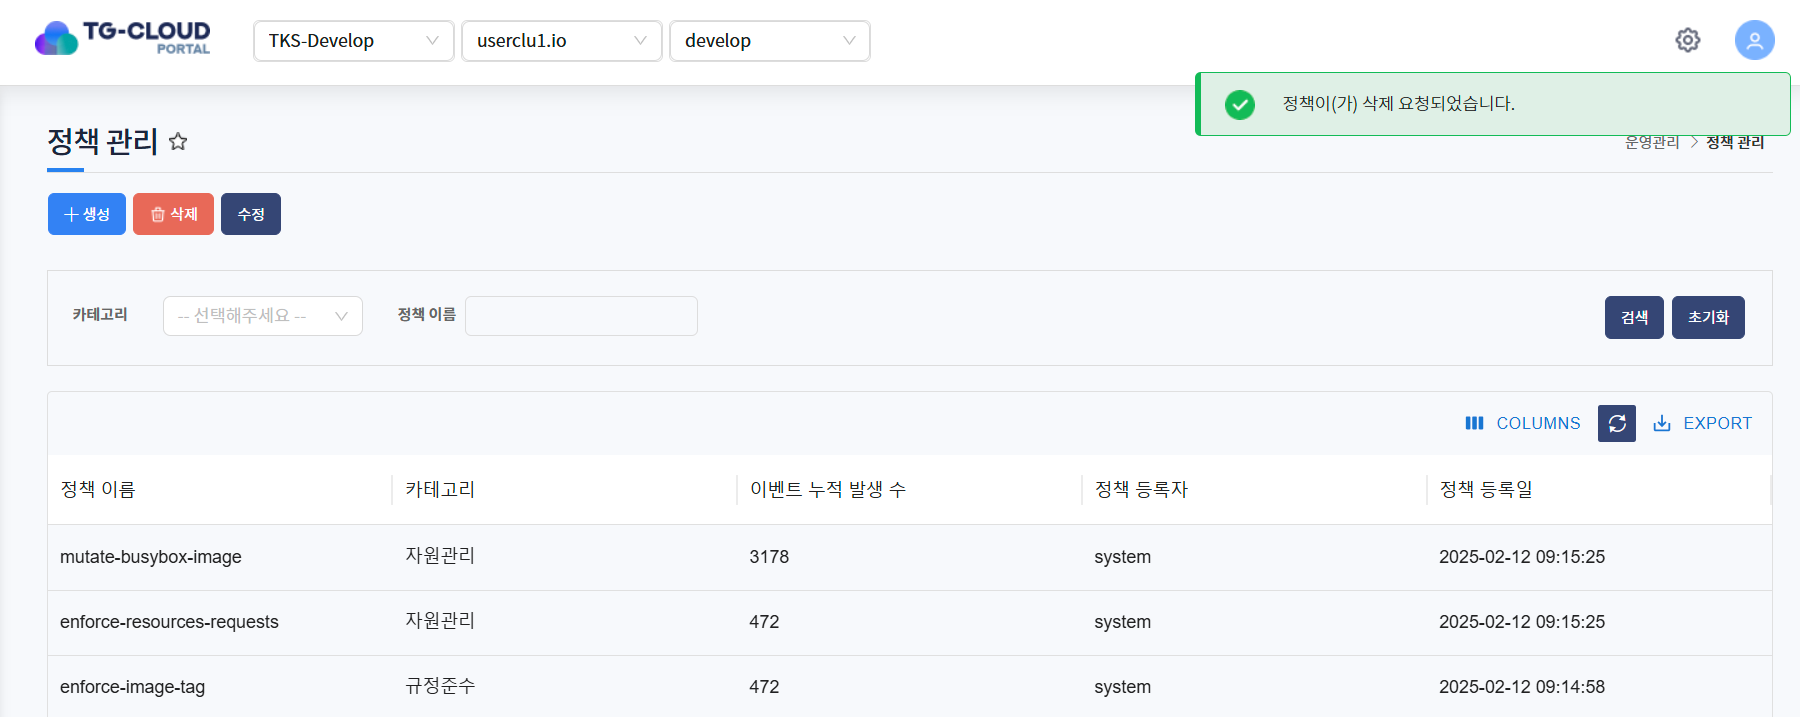 TG-CLOUD
PORTAL
TKS-Develop
userclu1.io
develop
정책이(가) 삭제 요청되었습니다.
정책 관리
운영관리 > 정책 관리
생성
삭제
수정
카테고리
-- 선택해주세요 --
정책 이름
검색
초기화
COLUMNS
EXPORT
정책 이름 카테고리 이벤트 누적 발생 수 정책 등록자 정책 등록일
mutate-busybox-image 자원관리 3178 system 2025-02-12 09:15:25
enforce-resources-requests 자원관리 472 system 2025-02-12 09:15:25
enforce-image-tag 규정준수 472 system 2025-02-12 09:14:58